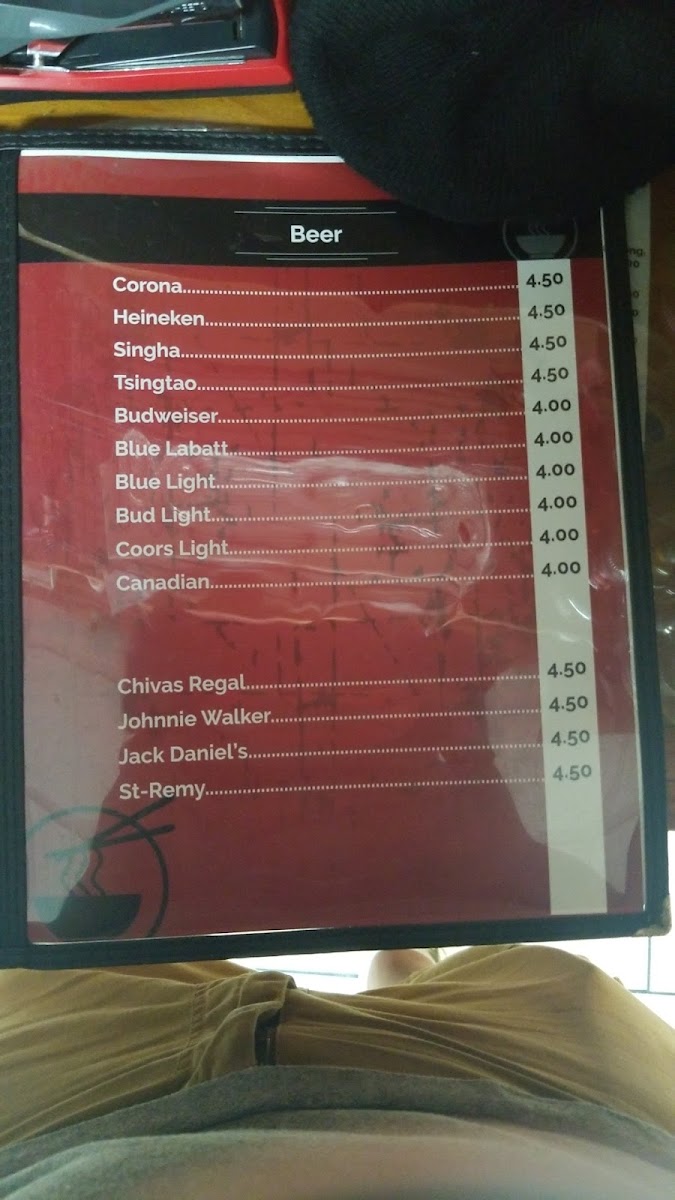 Beer
Corona 4.50
Heineken 4.50
Singha 4.50
Tsingtao 4.50
Budweiser 4.00
Blue Labatt 4.00
Blue Light 4.00
Bud Light 4.00
Coors Light 4.00
Canadian 4.00
Chivas Regal 4.50
Johnnie Walker 4.50
Jack Daniel's 4.50
St-Remy 4.50